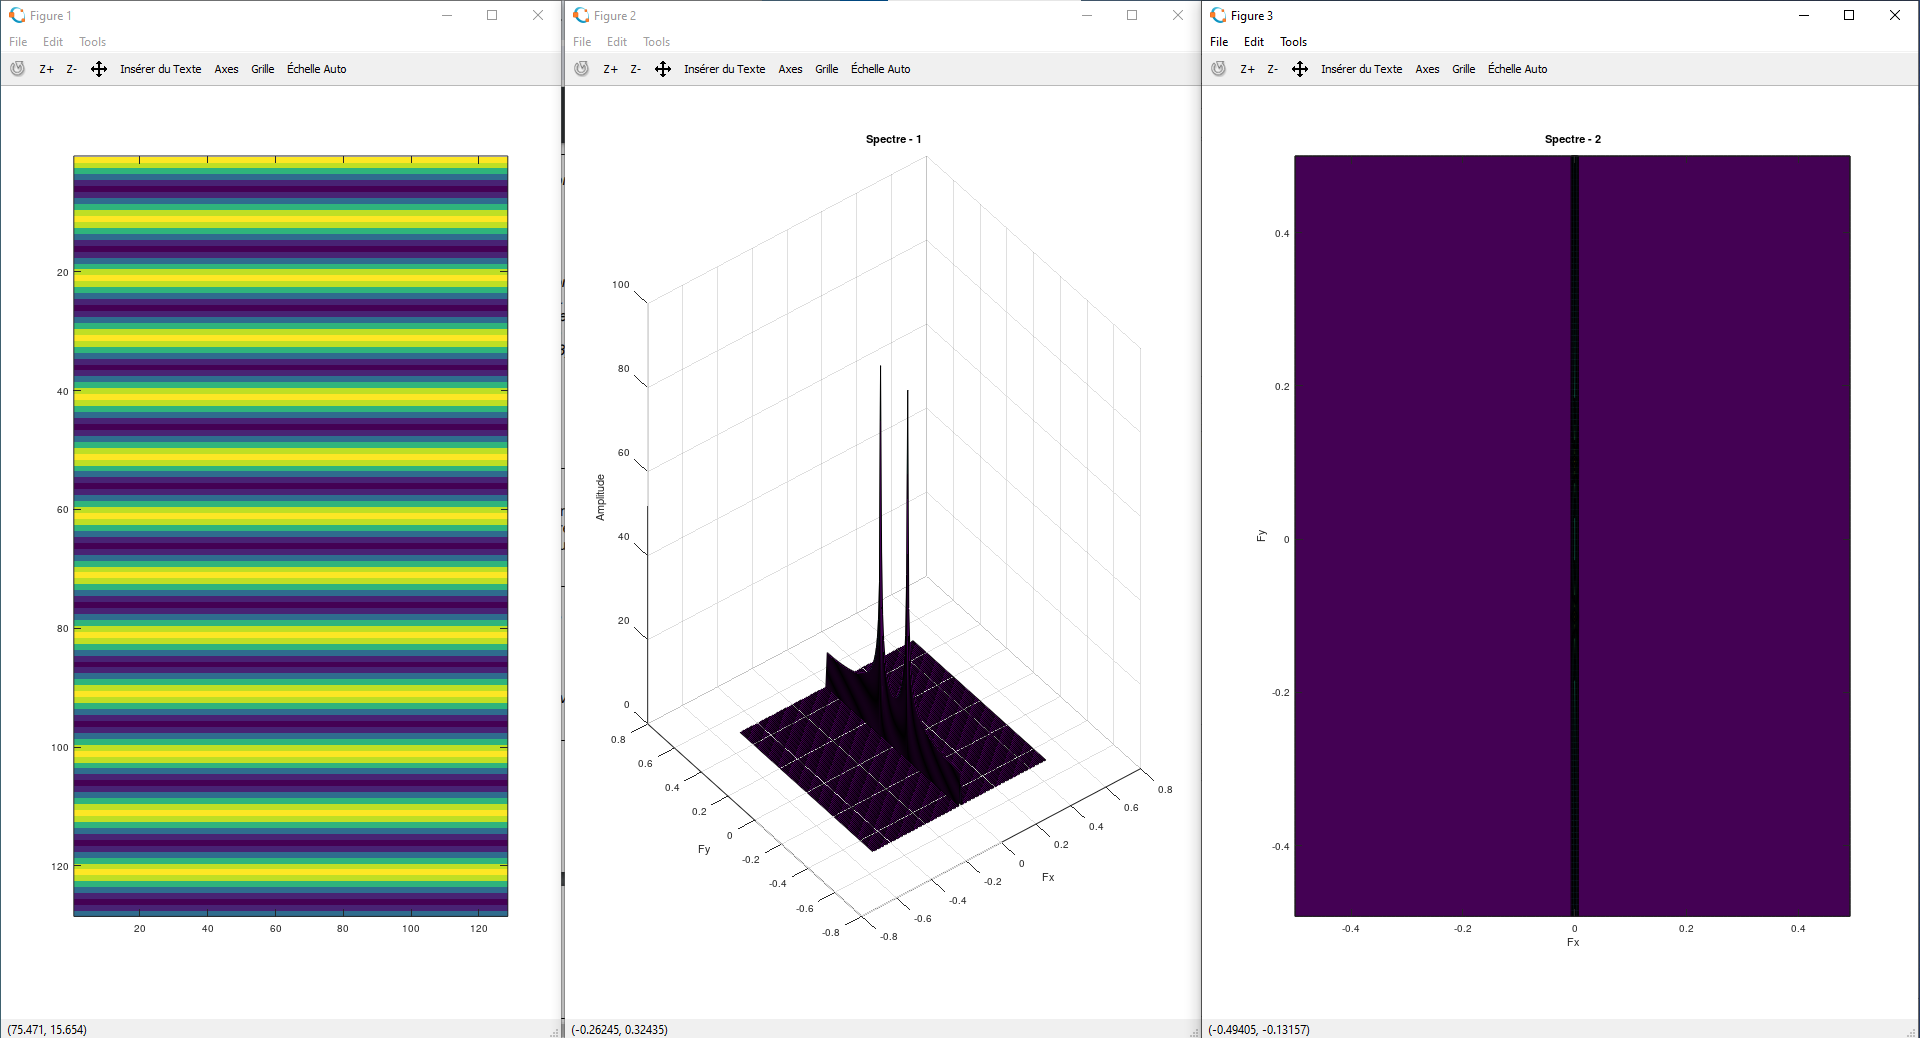 Figure 1
File Edit Tools
Z+ Z- Insérer du Texte Axes Grille Échelle Auto
20
40
60
80
100
120
20 40 60 80 100 120
(75.471, 15.654)
Figure 2
File Edit Tools
Z+ Z- Insérer du Texte Axes Grille Échelle Auto
Spectre - 1
100
80
60
40
20
0
Amplitude
0.8
0.6
0.4
0.2
0
-0.2
-0.4
-0.6
-0.8
Fy
-0.8
-0.6
-0.4
-0.2
0
0.2
0.4
0.6
0.8
Fx
(-0.26245, 0.32435)
Figure 3
File Edit Tools
Z+ Z- Insérer du Texte Axes Grille Échelle Auto
Spectre - 2
0.4
0.2
0
-0.2
-0.4
Fy
-0.4 -0.2 0 0.2 0.4
Fx
(-0.49405, -0.13157)